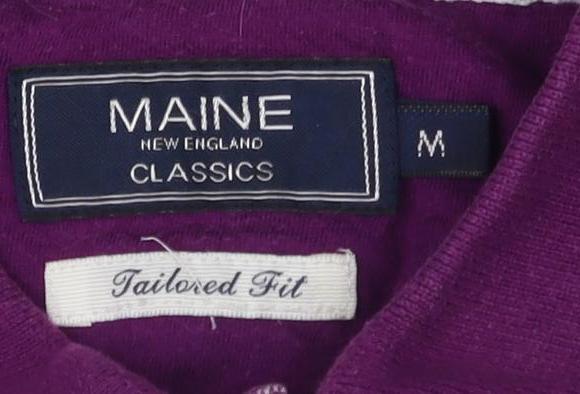 MAINE
NEW ENGLAND
CLASSICS
M
Tailored Fit